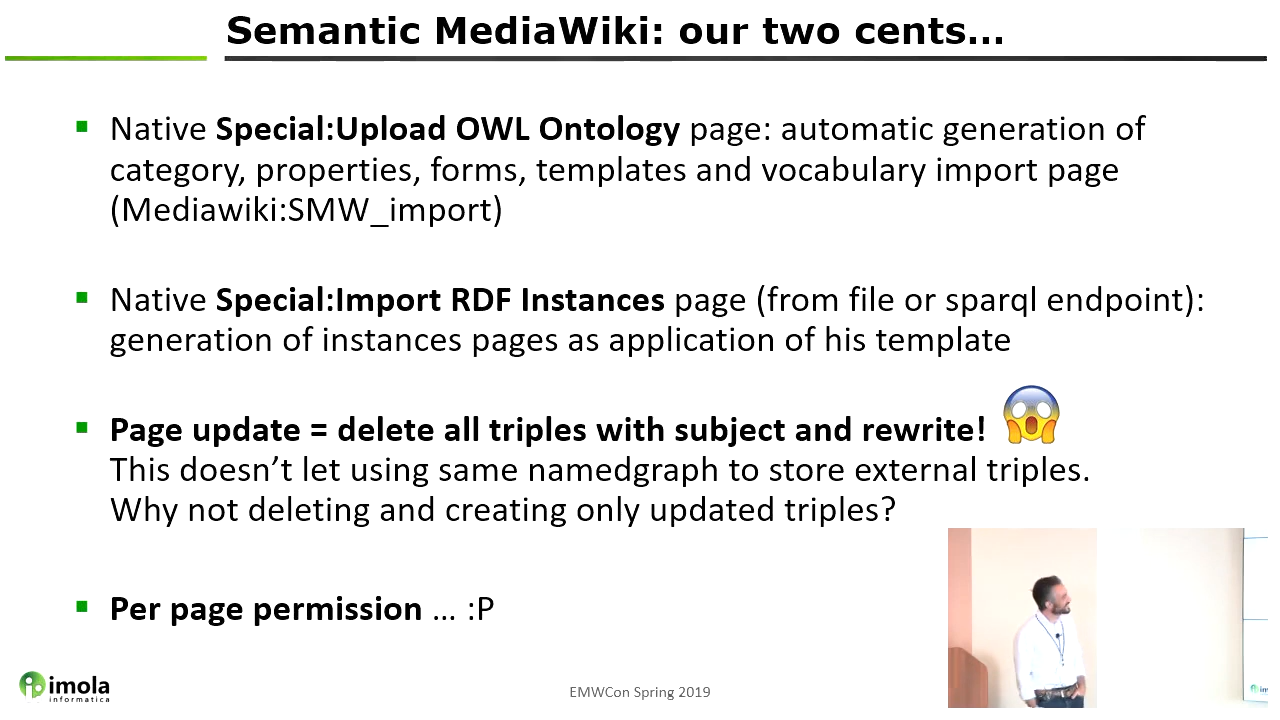 Semantic MediaWiki: our two cents…
Native Special:Upload OWL Ontology page: automatic generation of
category, properties, forms, templates and vocabulary import page
(Mediawiki:SMW_import)
Native Special:Import RDF Instances page (from file or sparql endpoint):
generation of instances pages as application of his template
Page update = delete all triples with subject and rewrite!
This doesn’t let using same namedgraph to store external triples.
Why not deleting and creating only updated triples?
Per page permission … :P
imola
informatica
EMWCon Spring 2019